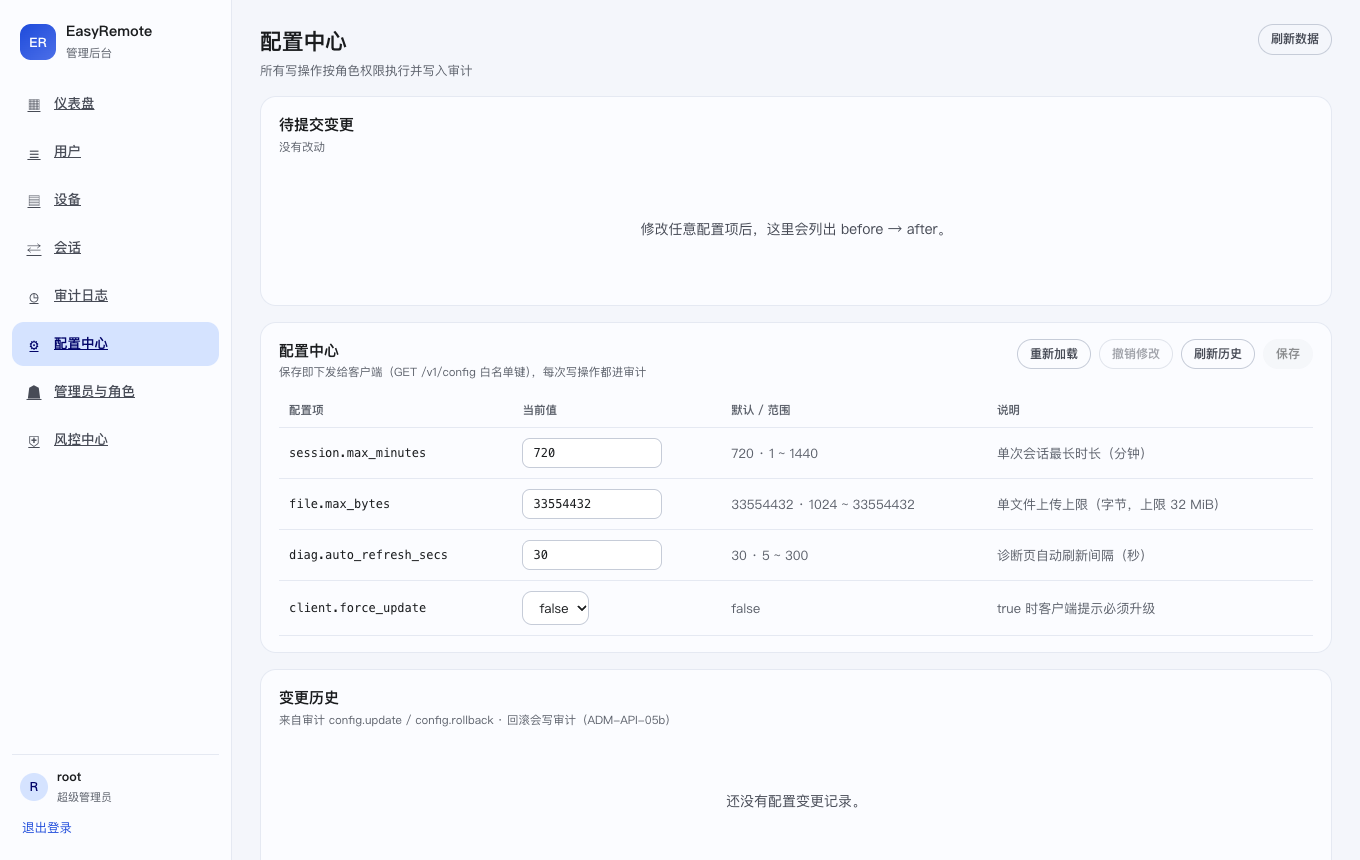 ER
EasyRemote
管理后台
仪表盘
用户
设备
会话
审计日志
配置中心
管理员与角色
风控中心
R
root
超级管理员
退出登录
配置中心
所有写操作按角色权限执行并写入审计
刷新数据
待提交变更
没有改动
修改任意配置项后，这里会列出 before → after。
配置中心
保存即下发给客户端（GET /v1/config 白名单键），每次写操作都进审计
重新加载 撤销修改 刷新历史 保存
配置项 当前值 默认 / 范围 说明
session.max_minutes 720 720 · 1 ~ 1440 单次会话最长时长（分钟）
file.max_bytes 33554432 33554432 · 1024 ~ 33554432 单文件上传上限（字节，上限 32 MiB）
diag.auto_refresh_secs 30 30 · 5 ~ 300 诊断页自动刷新间隔（秒）
client.force_update false false true 时客户端提示必须升级
变更历史
来自审计 config.update / config.rollback · 回滚会写审计（ADM-API-05b）
还没有配置变更记录。